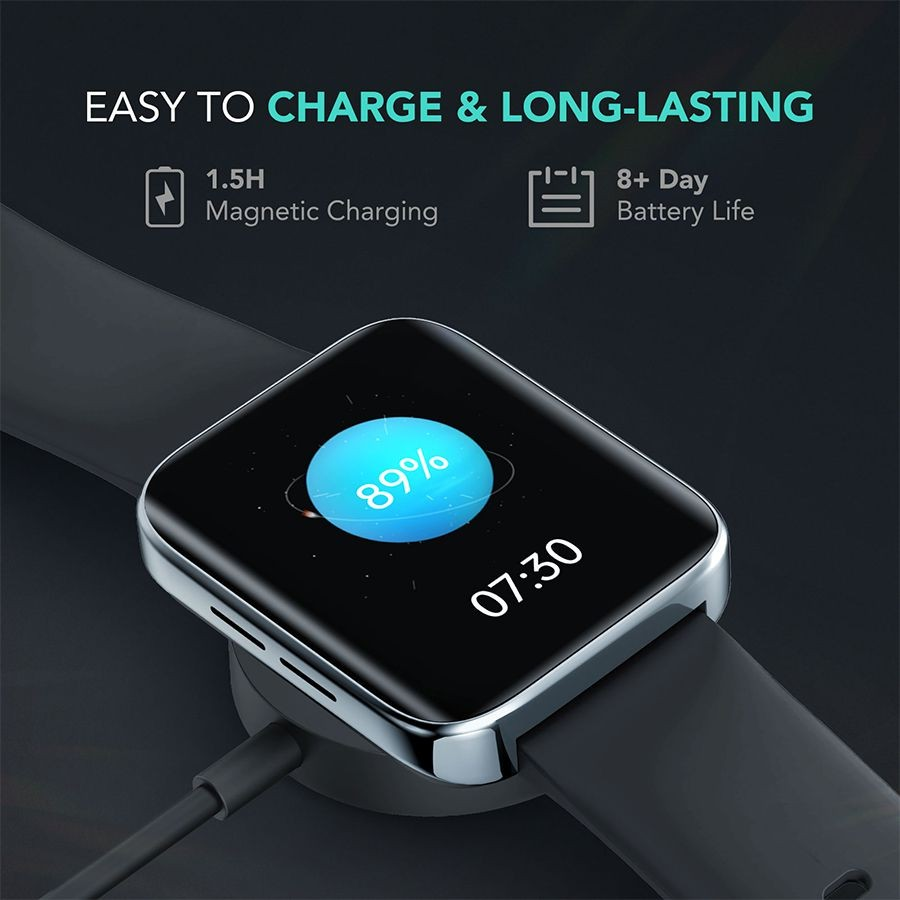 EASY TO CHARGE & LONG-LASTING
1.5H
Magnetic Charging
8+ Day
Battery Life
89%
07:30